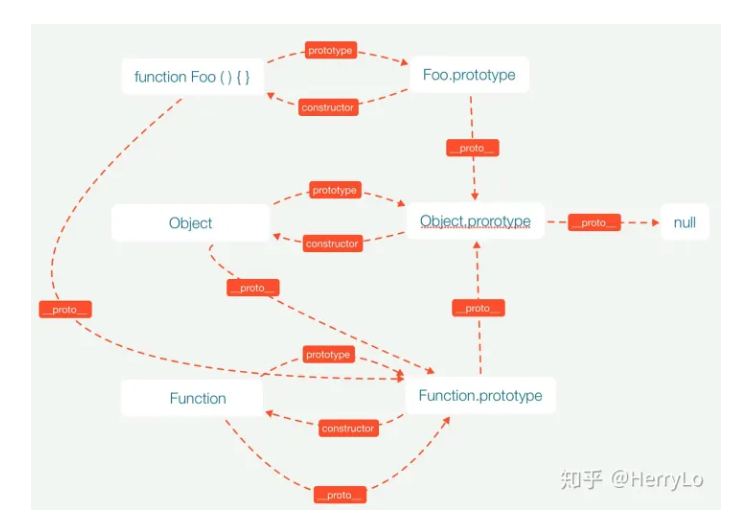 prototype
function Foo ( ) { }
Foo.prototype
constructor
__proto__
prototype
Object
Object.prorotype
__proto__
null
constructor
__proto__
__proto__
__proto__
prototype
Function
Function.prototype
constructor
__proto__
知乎 @HerryLo